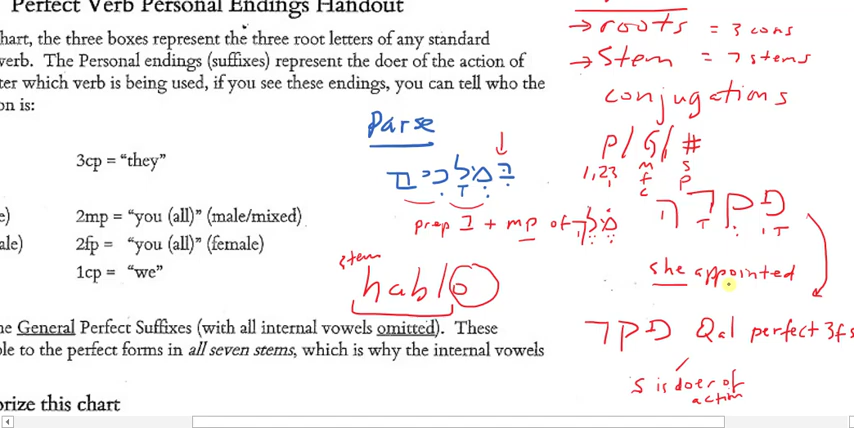 Perfect Verb Personal Endings Handout
hart, the three boxes represent the three root letters of any standard
verb. The Personal endings (suffixes) represent the doer of the action of
ter which verb is being used, if you see these endings, you can tell who the
on is:
3cp = “they”
e) 2mp = “you (all)” (male/mixed)
ale) 2fp = “you (all)” (female)
1cp = “we”
ne General Perfect Suffixes (with all internal vowels omitted). These
ble to the perfect forms in all seven stems, which is why the internal vowels
orize this chart
Parse
prep בְּ + mp of מֶלֶךְ
stem
hablo
→ roots = 3 cons
→ Stem = 7 stems
conjugations
P/G/#
1,2,3 m s
f p
c
פָּקְדָה
she appointed
פקד Qal perfect 3fs
S is doer of
action